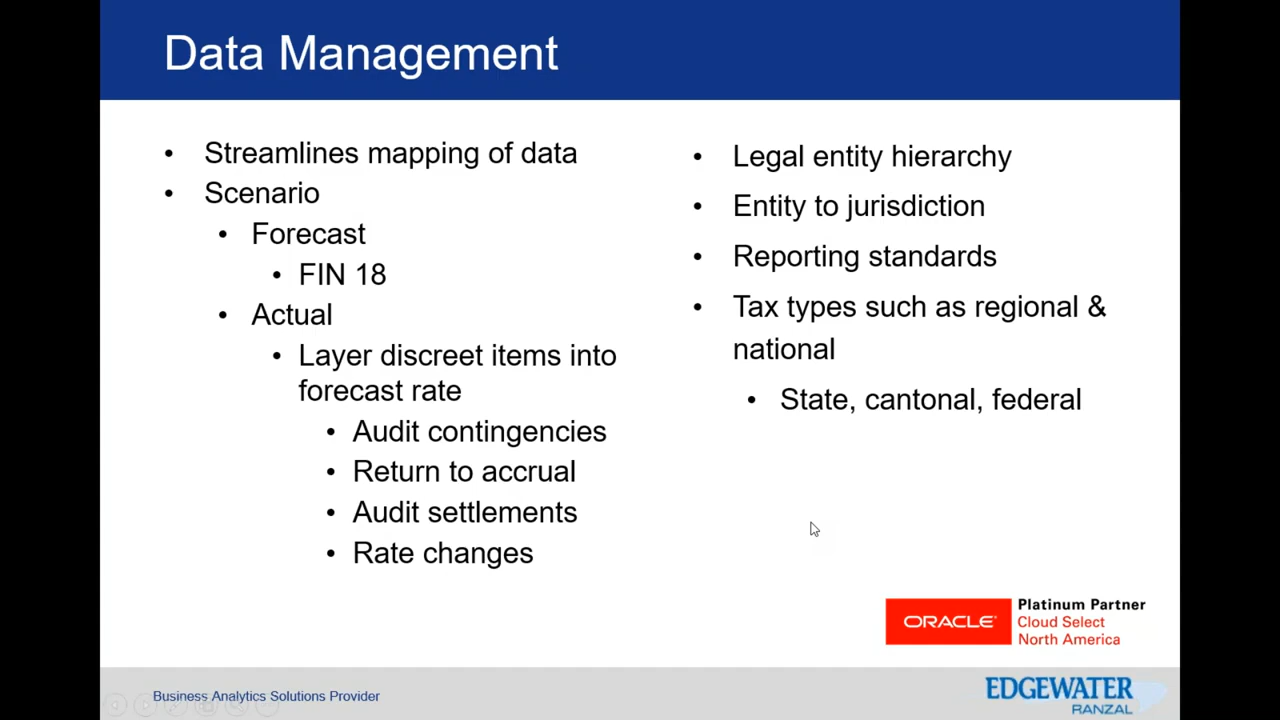 Data Management
• Streamlines mapping of data
• Scenario
• Forecast
• FIN 18
• Actual
• Layer discreet items into
forecast rate
• Audit contingencies
• Return to accrual
• Audit settlements
• Rate changes
• Legal entity hierarchy
• Entity to jurisdiction
• Reporting standards
• Tax types such as regional &
national
• State, cantonal, federal
ORACLE®
Platinum Partner
Cloud Select
North America
Business Analytics Solutions Provider
EDGEWATER
RANZAL